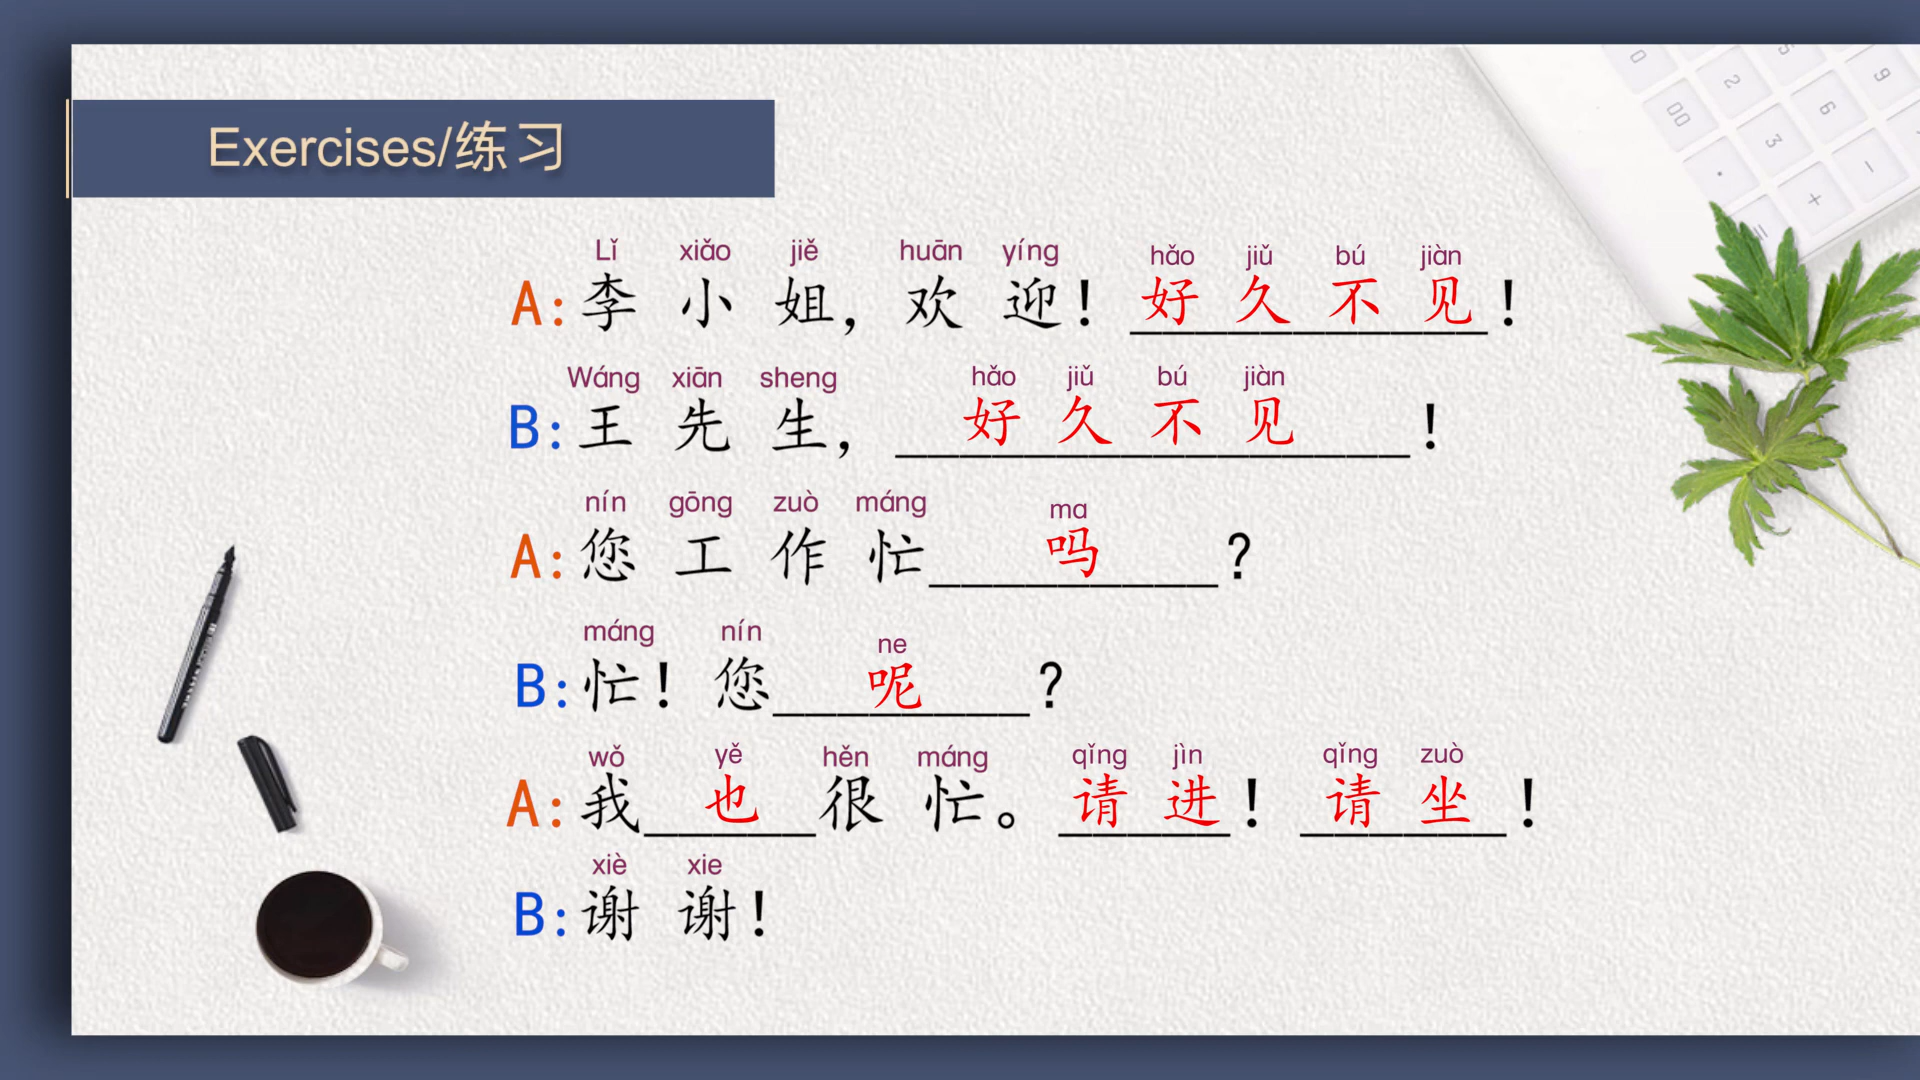 Exercises/练习
Lǐ xiǎo jiě huān yíng hǎo jiǔ bú jiàn
A:李小姐，欢迎！好久不见！
Wáng xiān sheng hǎo jiǔ bú jiàn
B:王先生，好久不见！
nín gōng zuò máng ma
A:您工作忙吗？
máng nín ne
B:忙！您呢？
wǒ yě hěn máng qǐng jìn qǐng zuò
A:我也很忙。请进！请坐！
xiè xie
B:谢谢！